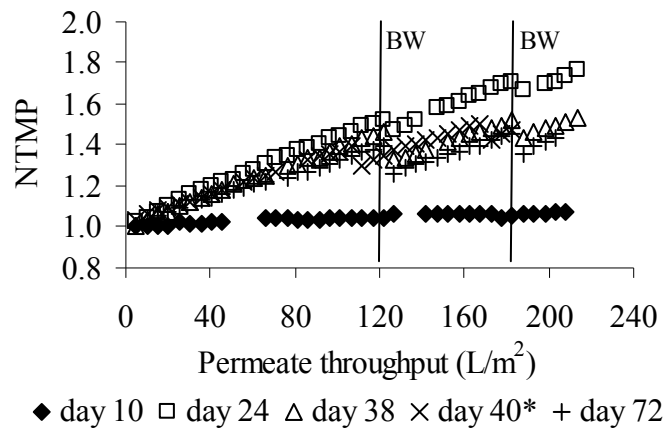 2.0
1.8
1.6
1.4
1.2
1.0
0.8
NTMP
BW
BW
0 40 80 120 160 200 240
Permeate throughput (L/m²)
◆ day 10 □ day 24 △ day 38 × day 40* + day 72